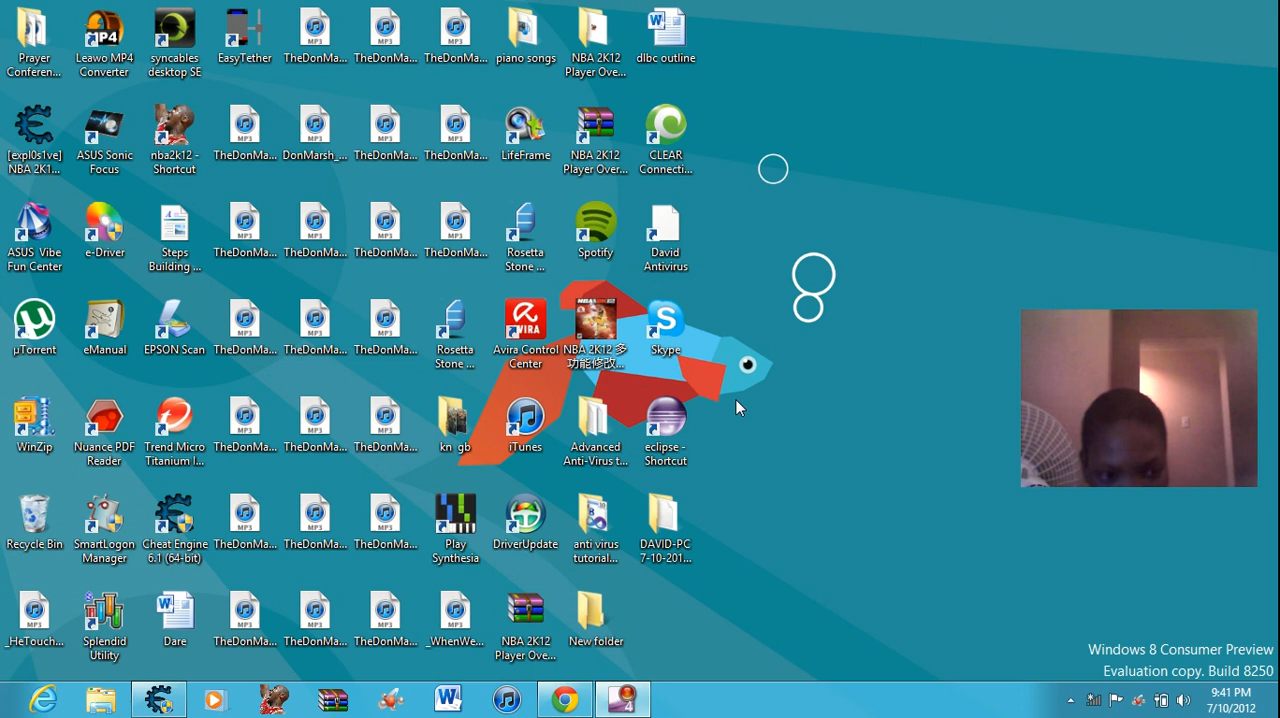 Prayer Conferen...
Leawo MP4 Converter
syncables desktop SE
EasyTether
TheDonMa...
TheDonMa...
TheDonMa...
piano songs
NBA 2K12 Player Ove...
dlbc outline
[expl0s1ve] NBA 2K1...
ASUS Sonic Focus
nba2k12 - Shortcut
TheDonMa...
DonMarsh_...
TheDonMa...
TheDonMa...
LifeFrame
NBA 2K12 Player Over...
CLEAR Connecti...
ASUS Vibe Fun Center
e-Driver
Steps Building ...
TheDonMa...
TheDonMa...
TheDonMa...
TheDonMa...
Rosetta Stone ...
Spotify
David Antivirus
µTorrent
eManual
EPSON Scan
TheDonMa...
TheDonMa...
TheDonMa...
Rosetta Stone ...
Avira Control Center
NBA 2K12 多功能修改...
Skype
WinZip
Nuance PDF Reader
Trend Micro Titanium I...
TheDonMa...
TheDonMa...
TheDonMa...
kn_gb
iTunes
Advanced Anti-Virus t...
eclipse - Shortcut
Recycle Bin
SmartLogon Manager
Cheat Engine 6.1 (64-bit)
TheDonMa...
TheDonMa...
TheDonMa...
Play Synthesia
DriverUpdate
anti virus tutorial...
DAVID-PC 7-10-201...
_HeTouch...
Splendid Utility
Dare
TheDonMa...
TheDonMa...
TheDonMa...
_WhenWe...
NBA 2K12 Player Ove...
New folder
Windows 8 Consumer Preview
Evaluation copy. Build 8250
9:41 PM
7/10/2012